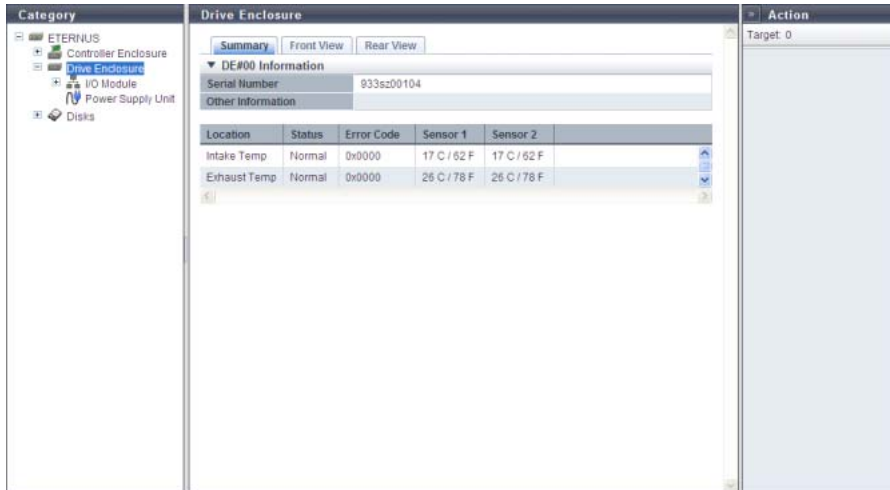 Category
ETERNUS
Controller Enclosure
Drive Enclosure
I/O Module
Power Supply Unit
Disks
Drive Enclosure
Summary Front View Rear View
DE#00 Information
Serial Number 933sz00104
Other Information
Location Status Error Code Sensor 1 Sensor 2
Intake Temp Normal 0x0000 17 C / 62 F 17 C / 62 F
Exhaust Temp Normal 0x0000 26 C / 78 F 26 C / 78 F
» Action
Target: 0